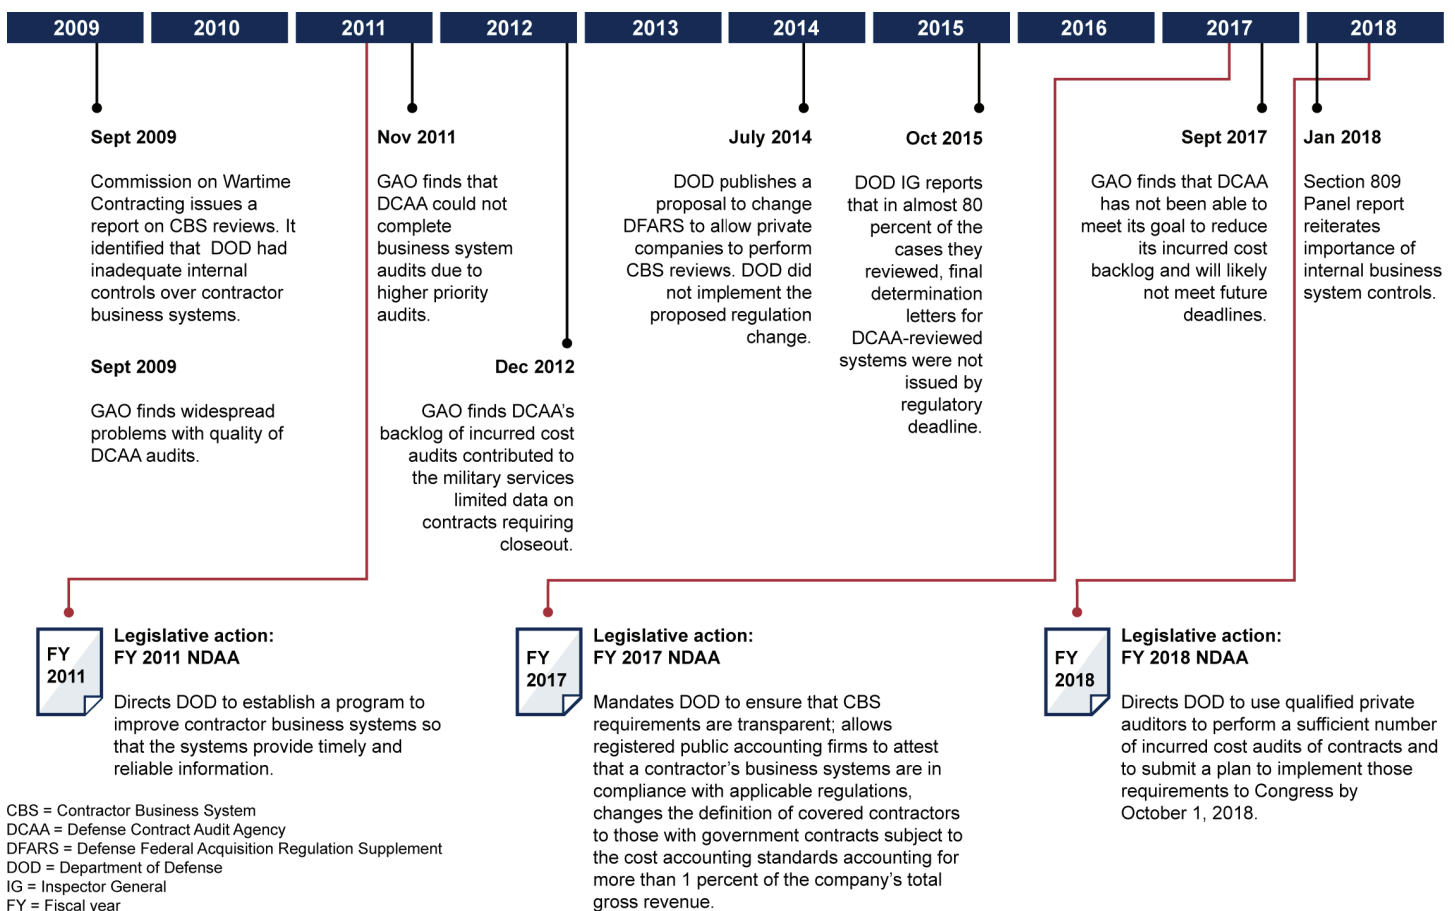 2009
2010
2011
2012
2013
2014
2015
2016
2017
2018
Sept 2009
Commission on Wartime
Contracting issues a
report on CBS reviews. It
identified that DOD had
inadequate internal
controls over contractor
business systems.
Sept 2009
GAO finds widespread
problems with quality of
DCAA audits.
Nov 2011
GAO finds that
DCAA could not
complete
business system
audits due to
higher priority
audits.
Dec 2012
GAO finds DCAA's
backlog of incurred cost
audits contributed to
the military services
limited data on
contracts requiring
closeout.
July 2014
DOD publishes a
proposal to change
DFARS to allow private
companies to perform
CBS reviews. DOD did
not implement the
proposed regulation
change.
Oct 2015
DOD IG reports
that in almost 80
percent of the
cases they
reviewed, final
determination
letters for
DCAA-reviewed
systems were not
issued by
regulatory
deadline.
Sept 2017
GAO finds that DCAA
has not been able to
meet its goal to reduce
its incurred cost
backlog and will likely
not meet future
deadlines.
Jan 2018
Section 809
Panel report
reiterates
importance of
internal business
system controls.
FY
2011
Legislative action:
FY 2011 NDAA
Directs DOD to establish a program to
improve contractor business systems so
that the systems provide timely and
reliable information.
FY
2017
Legislative action:
FY 2017 NDAA
Mandates DOD to ensure that CBS
requirements are transparent; allows
registered public accounting firms to attest
that a contractor's business systems are in
compliance with applicable regulations,
changes the definition of covered contractors
to those with government contracts subject to
the cost accounting standards accounting for
more than 1 percent of the company's total
gross revenue.
FY
2018
Legislative action:
FY 2018 NDAA
Directs DOD to use qualified private
auditors to perform a sufficient number
of incurred cost audits of contracts and
to submit a plan to implement those
requirements to Congress by
October 1, 2018.
CBS = Contractor Business System
DCAA = Defense Contract Audit Agency
DFARS = Defense Federal Acquisition Regulation Supplement
DOD = Department of Defense
IG = Inspector General
FY = Fiscal year